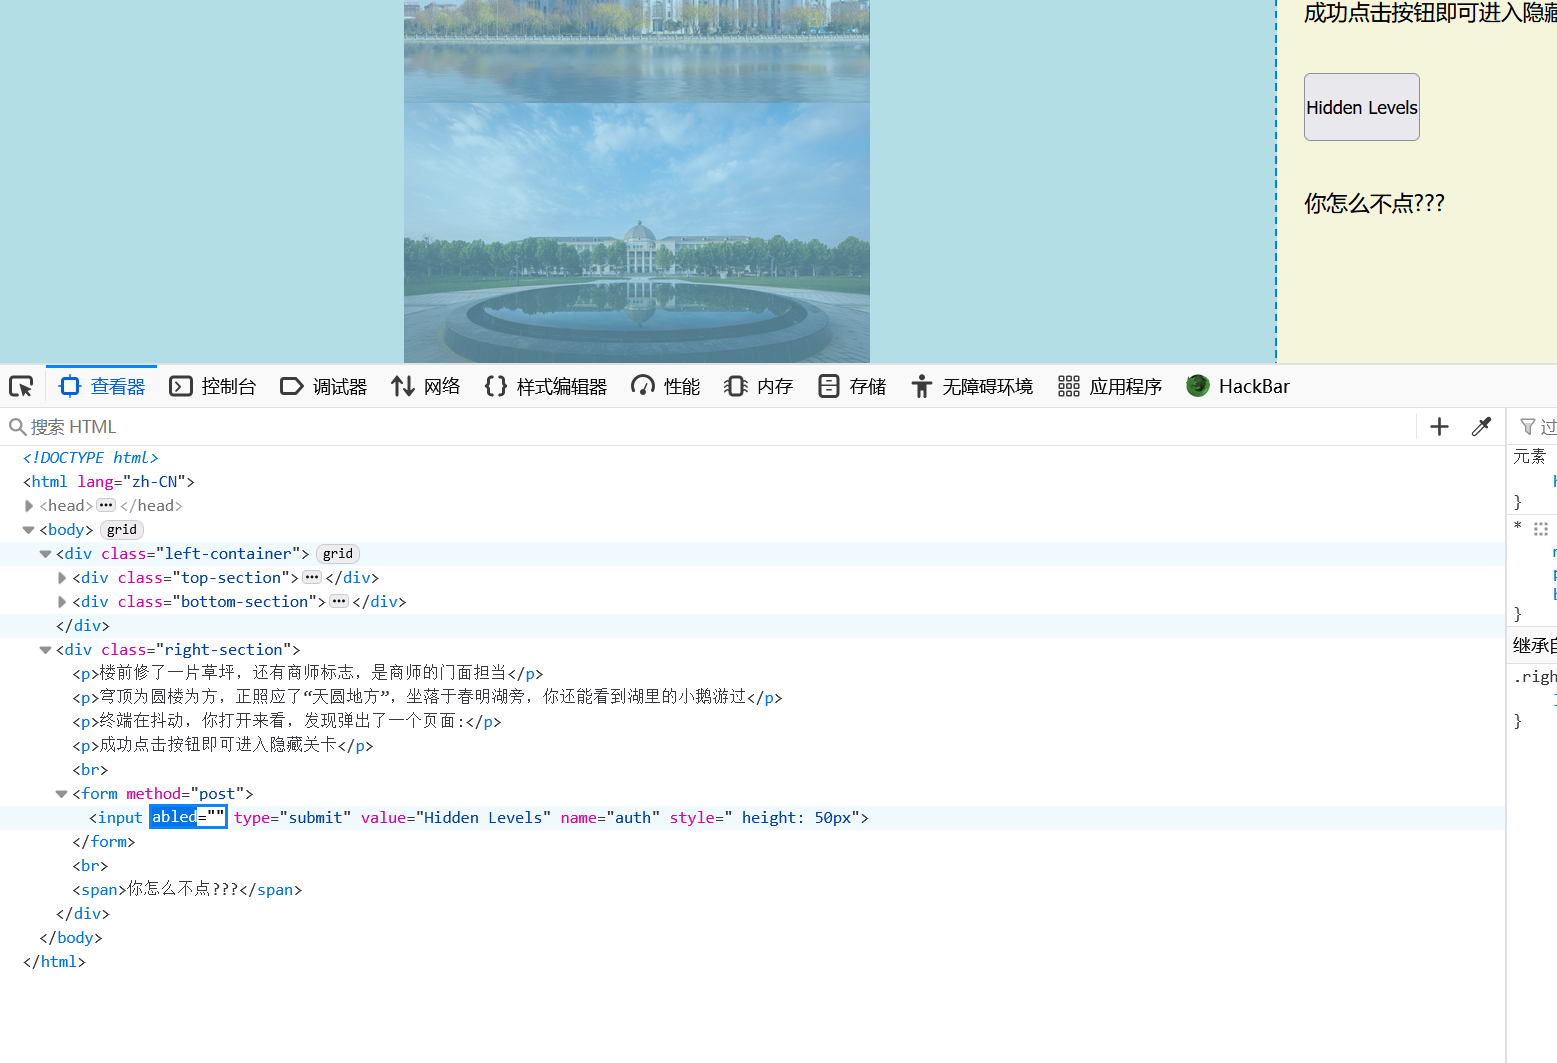 成功点击按钮即可进入隐藏
Hidden Levels
你怎么不点???
查看器 控制台 调试器 网络 样式编辑器 性能 内存 存储 无障碍环境 应用程序 HackBar
搜索 HTML
过
<!DOCTYPE html>
<html lang="zh-CN">
<head> ••• </head>
<body> grid
<div class="left-container"> grid
<div class="top-section"> ••• </div>
<div class="bottom-section"> ••• </div>
</div>
<div class="right-section">
<p>楼前修了一片草坪，还有商师标志，是商师的门面担当</p>
<p>穹顶为圆楼为方，正照应了“天圆地方”，坐落于春明湖旁，你还能看到湖里的小鹅游过</p>
<p>终端在抖动，你打开来看，发现弹出了一个页面:</p>
<p>成功点击按钮即可进入隐藏关卡</p>
<br>
<form method="post">
<input abled="" type="submit" value="Hidden Levels" name="auth" style=" height: 50px">
</form>
<br>
<span>你怎么不点???</span>
</div>
</body>
</html>
元素
}
*
}
继承自
.righ
}